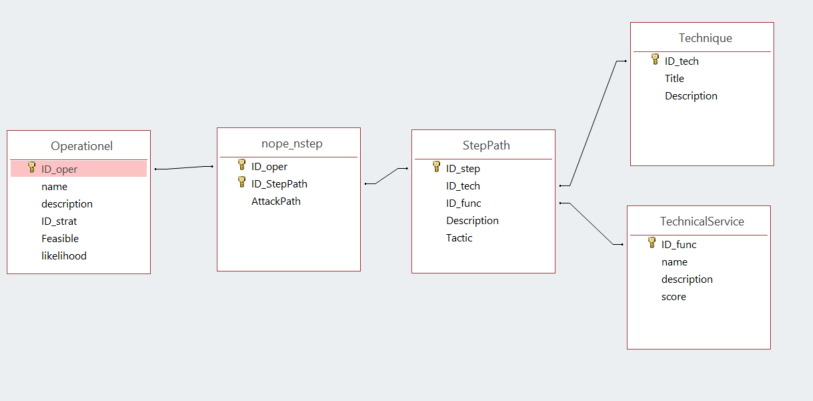 Operationel
ID_oper
name
description
ID_strat
Feasible
likelihood
nope_nstep
ID_oper
ID_StepPath
AttackPath
StepPath
ID_step
ID_tech
ID_func
Description
Tactic
Technique
ID_tech
Title
Description
TechnicalService
ID_func
name
description
score